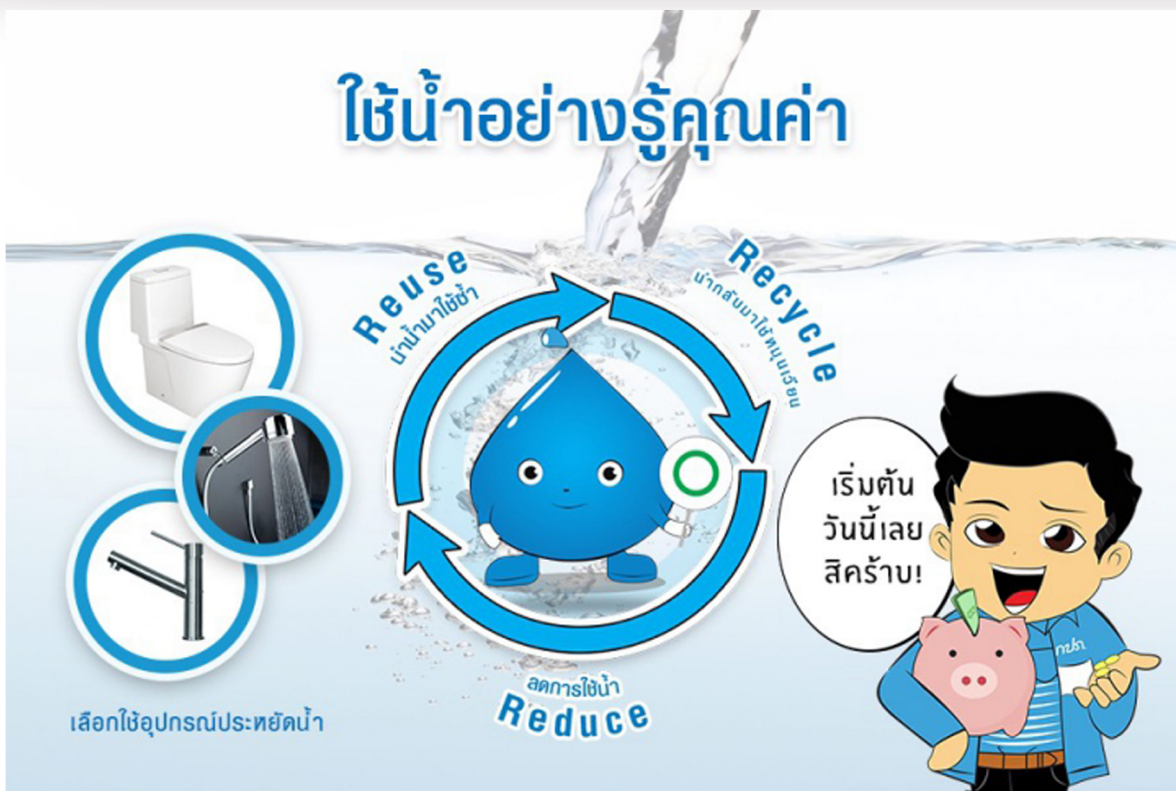 ใช้น้ำอย่างรู้คุณค่า
Reuse
นำน้ำมาใช้ซ้ำ
Recycle
นำกลับมาใช้หมุนเวียน
เริ่มต้น
วันนี้เลย
สิคร้าบ!
กปภ.
ลดการใช้น้ำ
Reduce
เลือกใช้อุปกรณ์ประหยัดน้ำ